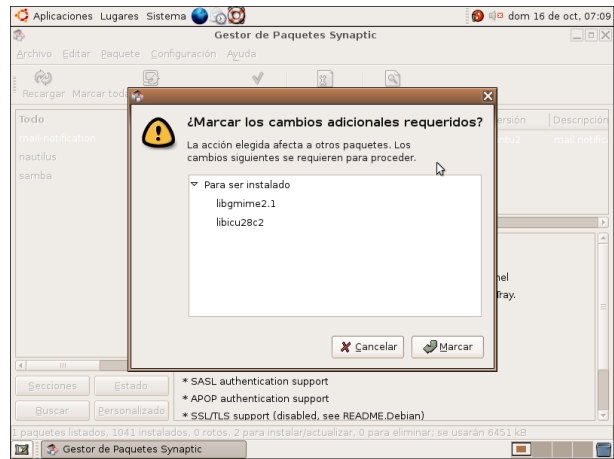 Aplicaciones Lugares Sistema dom 16 de oct, 07:09
Gestor de Paquetes Synaptic
Archivo Editar Paquete Configuración Ayuda
Recargar Marcar tod
Todo
ersión Descripción
mail-notification
mail-notific
nautilus
samba
¿Marcar los cambios adicionales requeridos?
La acción elegida afecta a otros paquetes. Los
cambios siguientes se requieren para proceder.
Para ser instalado
libgmime2.1
libicu28c2
nel
Tray.
Cancelar Marcar
Secciones Estado
* SASL authentication support
* APOP authentication support
Buscar Personalizado
* SSL/TLS support (disabled, see README.Debian)
1 paquetes listados, 1041 instalados, 0 rotos. 2 para instalar/actualizar, 0 para eliminar; se usarán 6451 kB
Gestor de Paquetes Synaptic